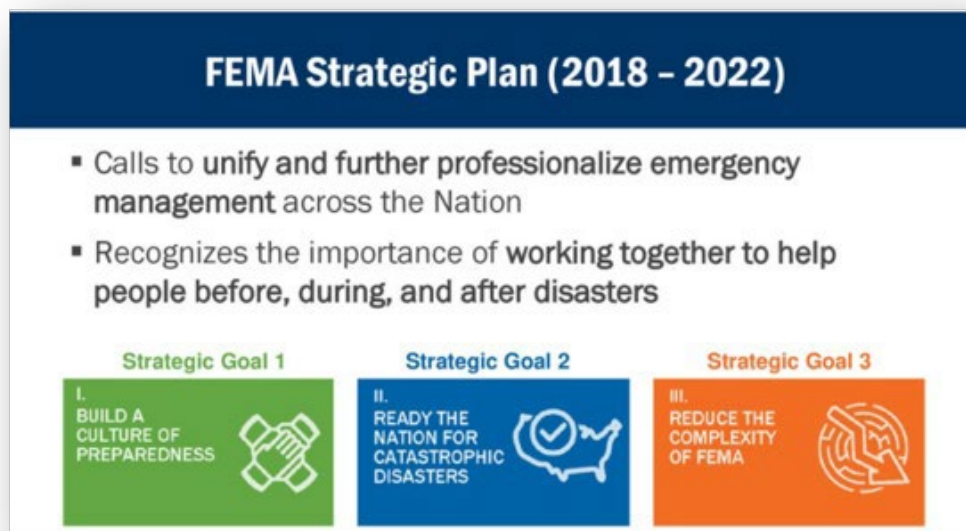 FEMA Strategic Plan (2018 – 2022)
▪ Calls to unify and further professionalize emergency
management across the Nation
▪ Recognizes the importance of working together to help
people before, during, and after disasters
Strategic Goal 1
I.
BUILD A
CULTURE OF
PREPAREDNESS
Strategic Goal 2
II.
READY THE
NATION FOR
CATASTROPHIC
DISASTERS
Strategic Goal 3
III.
REDUCE THE
COMPLEXITY
OF FEMA